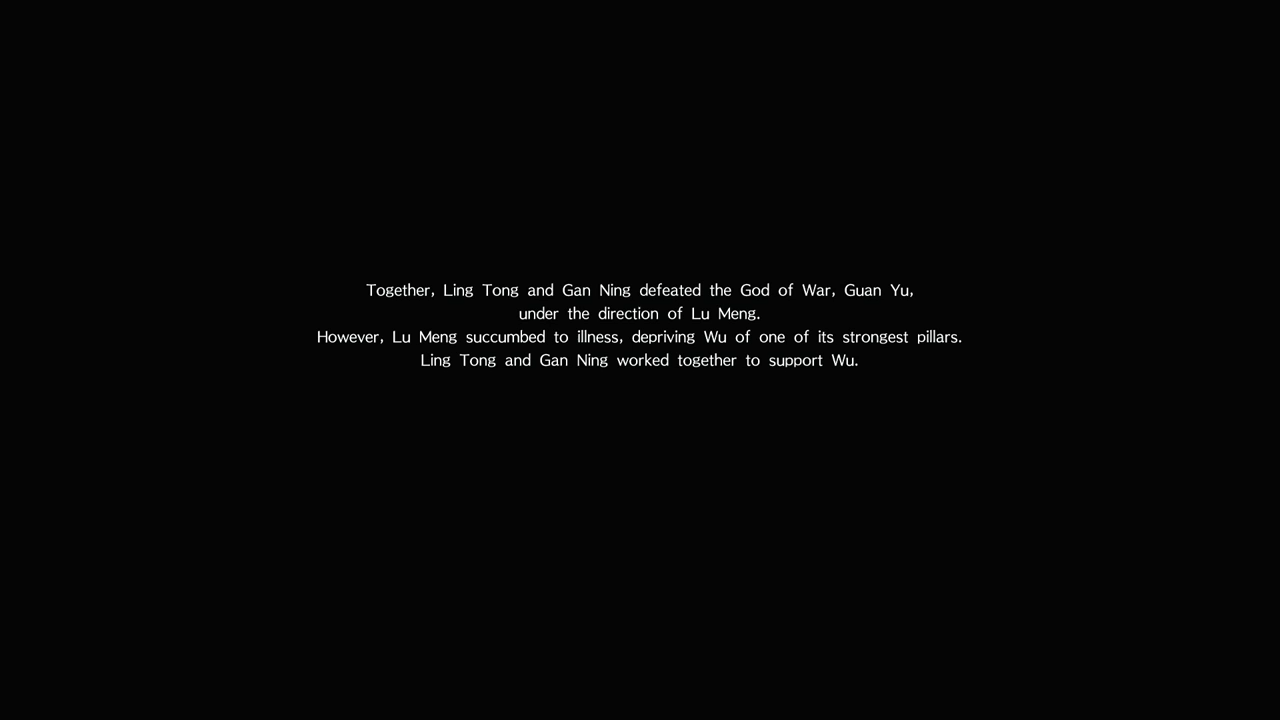 Together, Ling Tong and Gan Ning defeated the God of War, Guan Yu,
under the direction of Lu Meng.
However, Lu Meng succumbed to illness, depriving Wu of one of its strongest pillars.
Ling Tong and Gan Ning worked together to support Wu.